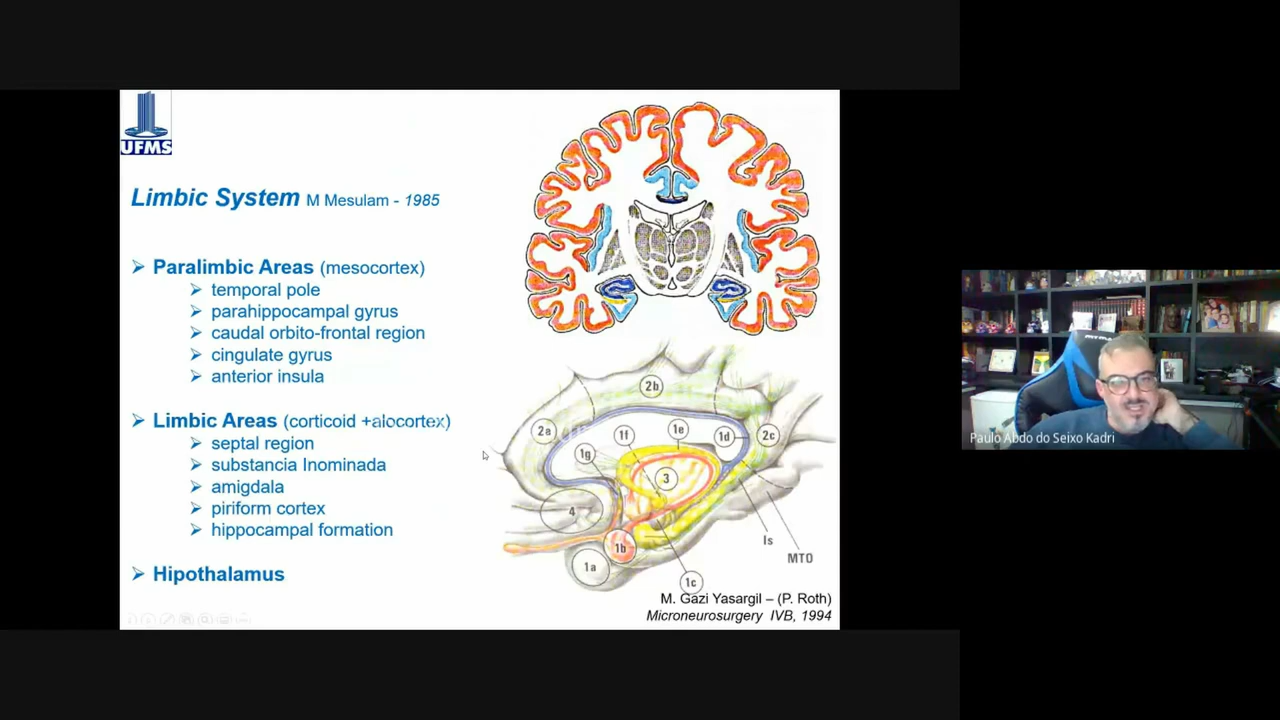 UFMS
Limbic System M Mesulam - 1985
Paralimbic Areas (mesocortex)
temporal pole
parahippocampal gyrus
caudal orbito-frontal region
cingulate gyrus
anterior insula
Limbic Areas (corticoid +alocortex)
septal region
substancia Inominada
amigdala
piriform cortex
hippocampal formation
Hipothalamus
2b
2a
1f
1e
1d
2c
1g
3
4
1b
Is
MTO
1a
1c
M. Gazi Yasargil – (P. Roth)
Microneurosurgery IVB, 1994
Paulo Abdo do Seixo Kadri